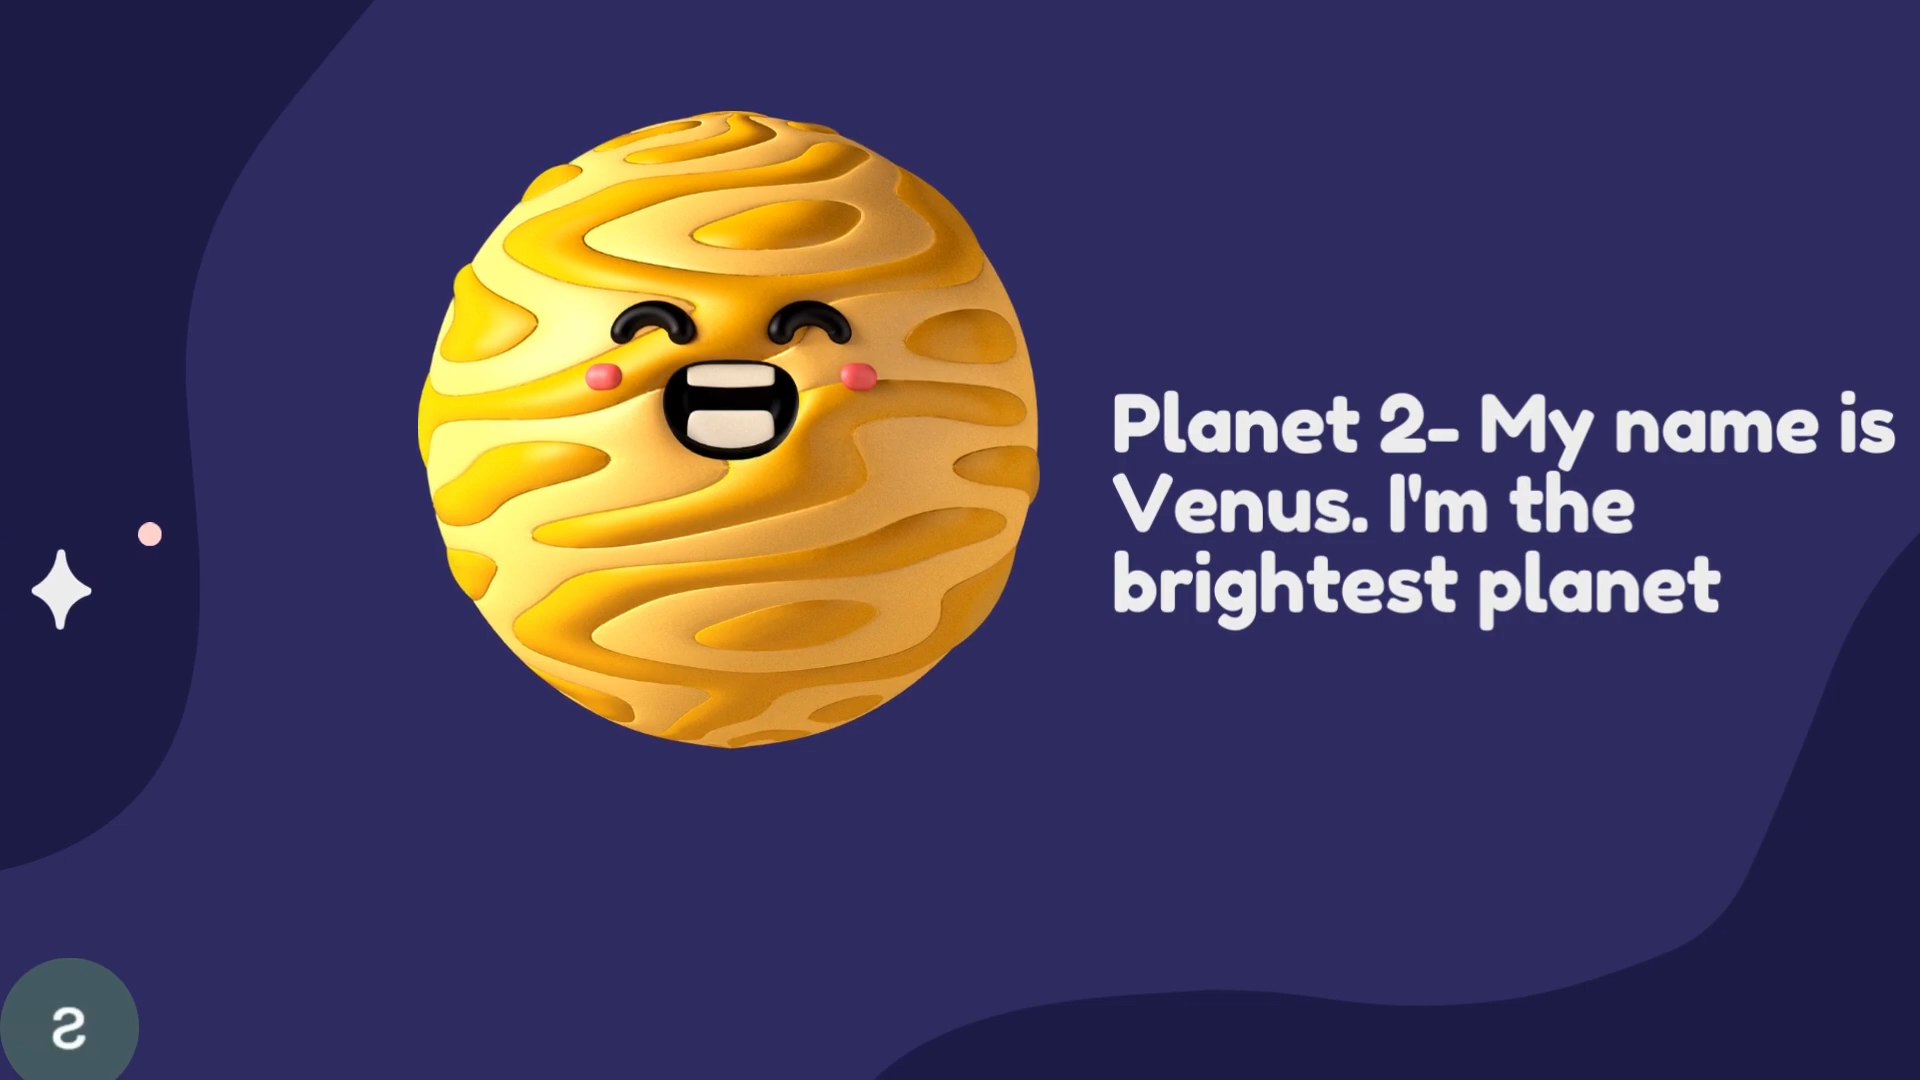 Planet 2- My name is
Venus. I'm the
brightest planet
S